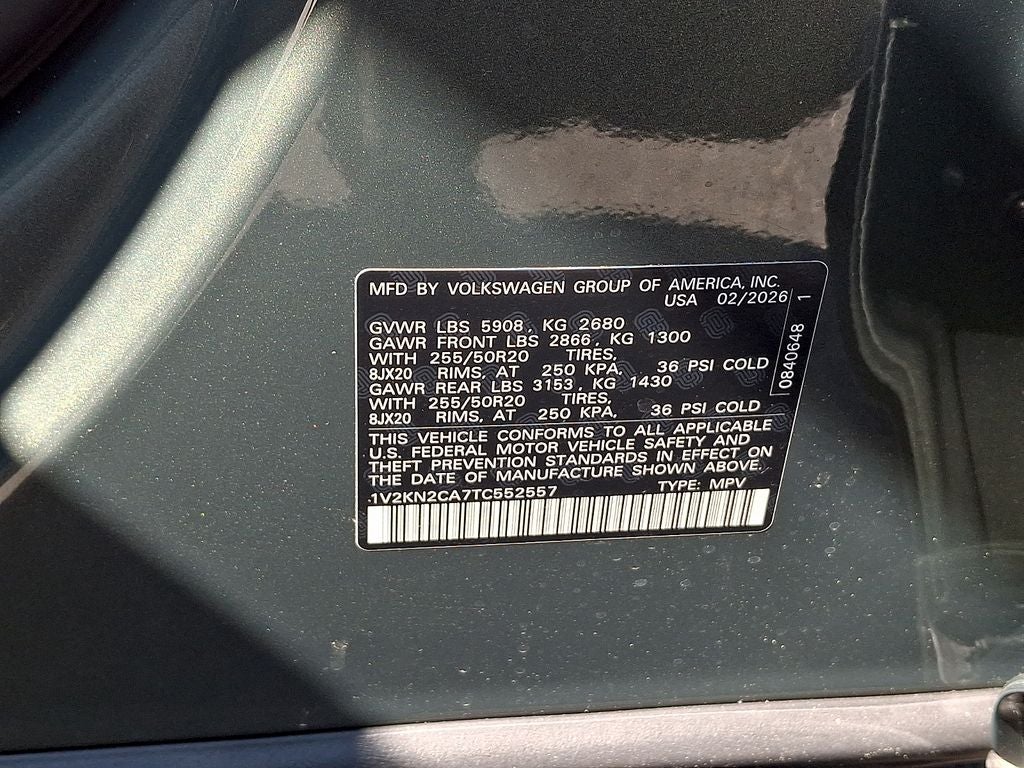 MFD BY VOLKSWAGEN GROUP OF AMERICA, INC.
USA 02/2026
GVWR LBS 5908, KG 2680
GAWR FRONT LBS 2866, KG 1300
WITH 255/50R20 TIRES,
8JX20 RIMS, AT 250 KPA, 36 PSI COLD
GAWR REAR LBS 3153, KG 1430
WITH 255/50R20 TIRES,
8JX20 RIMS, AT 250 KPA, 36 PSI COLD
THIS VEHICLE CONFORMS TO ALL APPLICABLE
U.S. FEDERAL MOTOR VEHICLE SAFETY AND
THEFT PREVENTION STANDARDS IN EFFECT ON
THE DATE OF MANUFACTURE SHOWN ABOVE.
1V2KN2CA7TC552557 TYPE: MPV
0840648 1